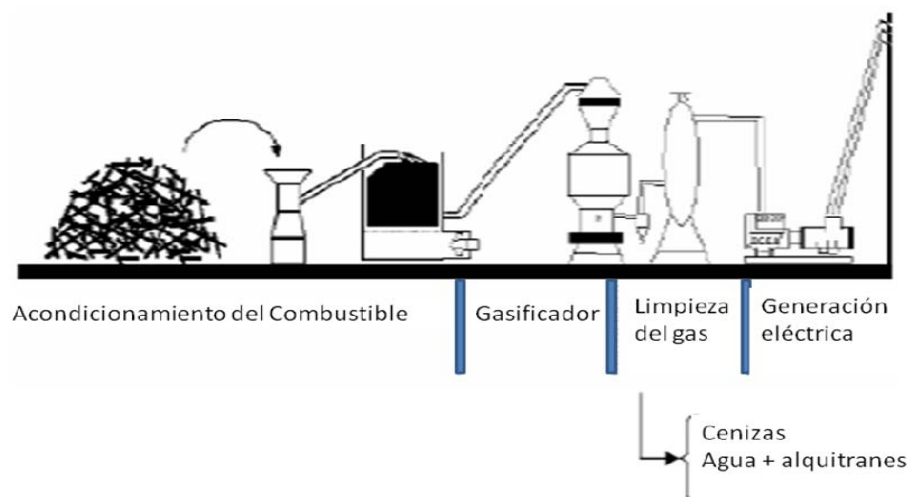 Acondicionamiento del Combustible
Gasificador
Limpieza
del gas
Generación
eléctrica
Cenizas
Agua + alquitranes